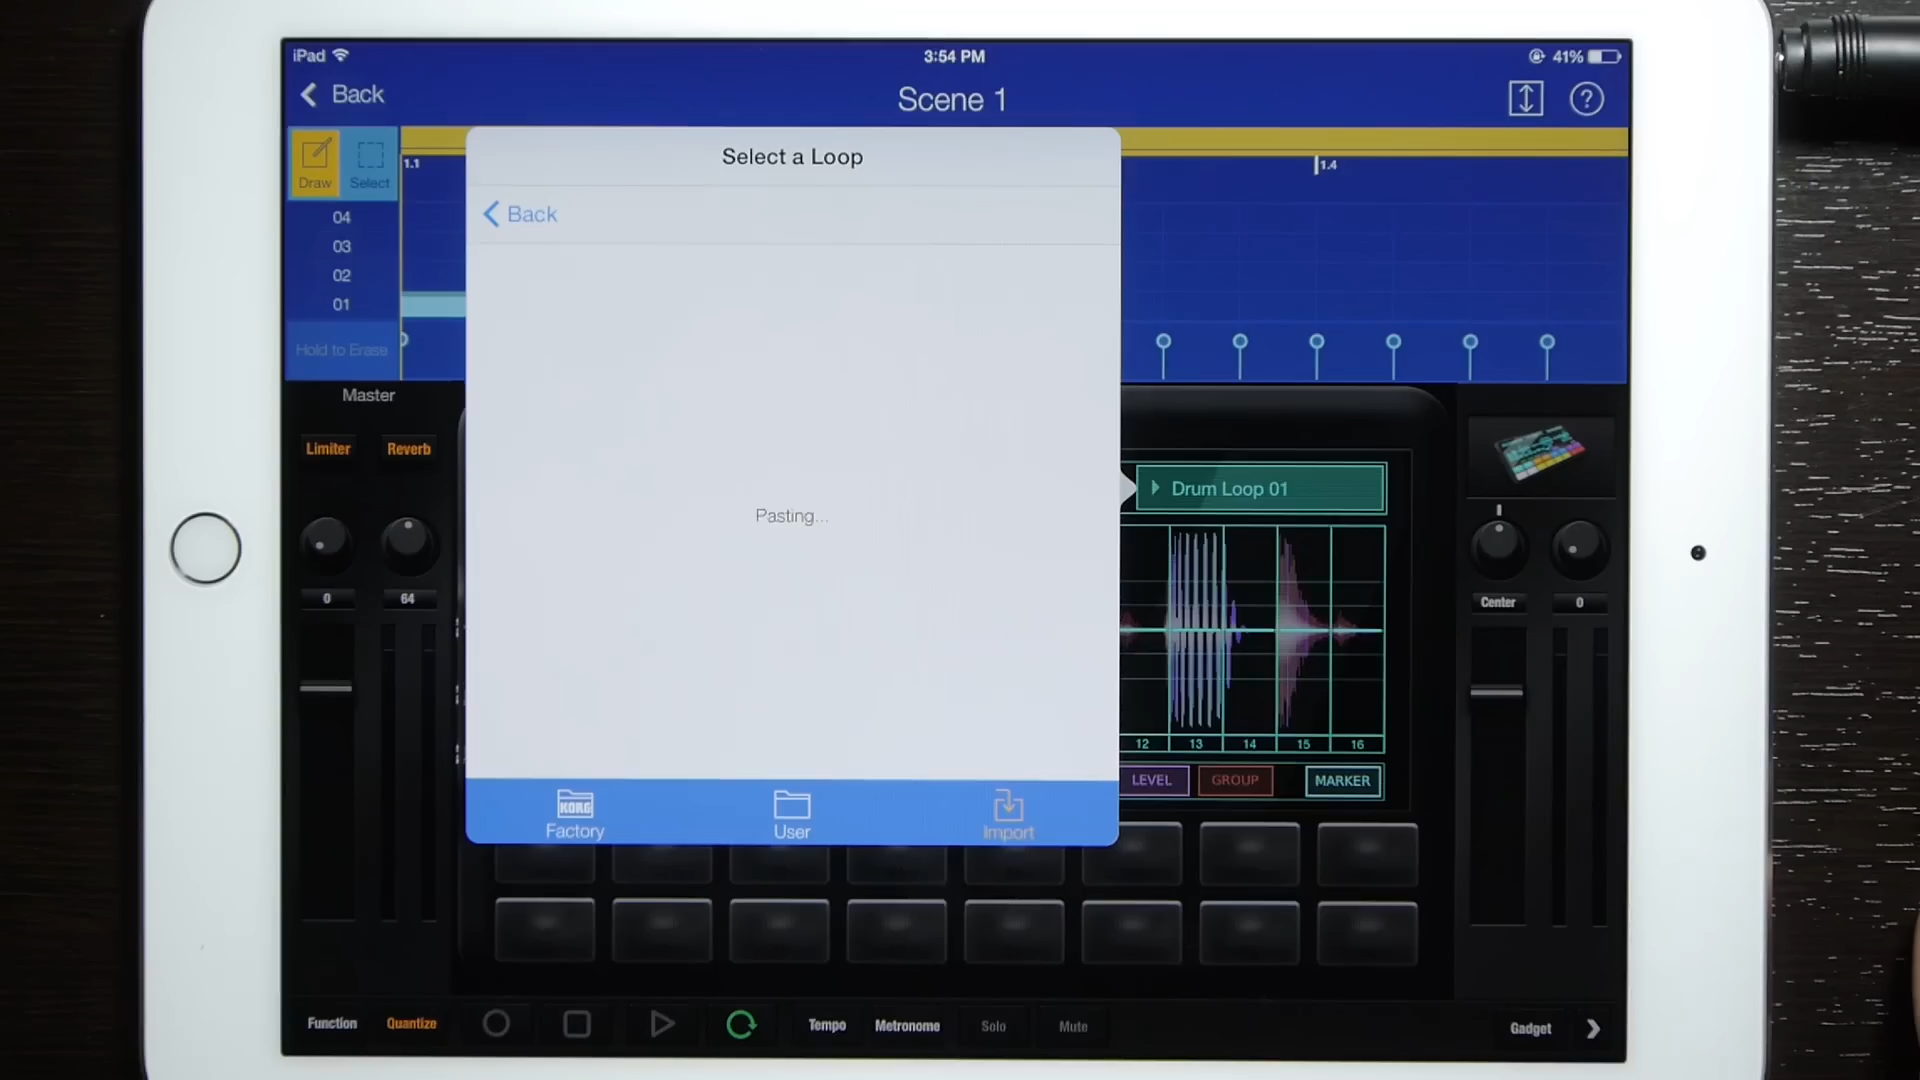 iPad
3:54 PM
41%
Back
Scene 1
?
Draw
Select
1.1
1.4
04
03
02
01
Hold to Erase
Select a Loop
Back
Pasting...
KORG
Factory
User
Import
Master
Limiter
Reverb
0
64
Drum Loop 01
12
13
14
15
16
LEVEL
GROUP
MARKER
Center
0
Function
Quantize
Tempo
Metronome
Solo
Mute
Gadget